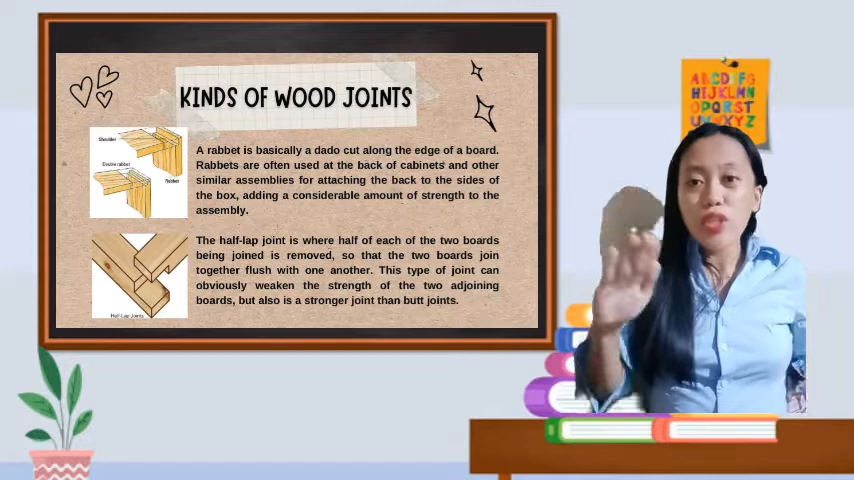 KINDS OF WOOD JOINTS
Shoulder
Double rabbet
Rabbet
A rabbet is basically a dado cut along the edge of a board.
Rabbets are often used at the back of cabinets and other
similar assemblies for attaching the back to the sides of
the box, adding a considerable amount of strength to the
assembly.
The half-lap joint is where half of each of the two boards
being joined is removed, so that the two boards join
together flush with one another. This type of joint can
obviously weaken the strength of the two adjoining
boards, but also is a stronger joint than butt joints.
Half-Lap Joints
ABCDEFG
HIJKLMN
OPQRST
UVWXYZ